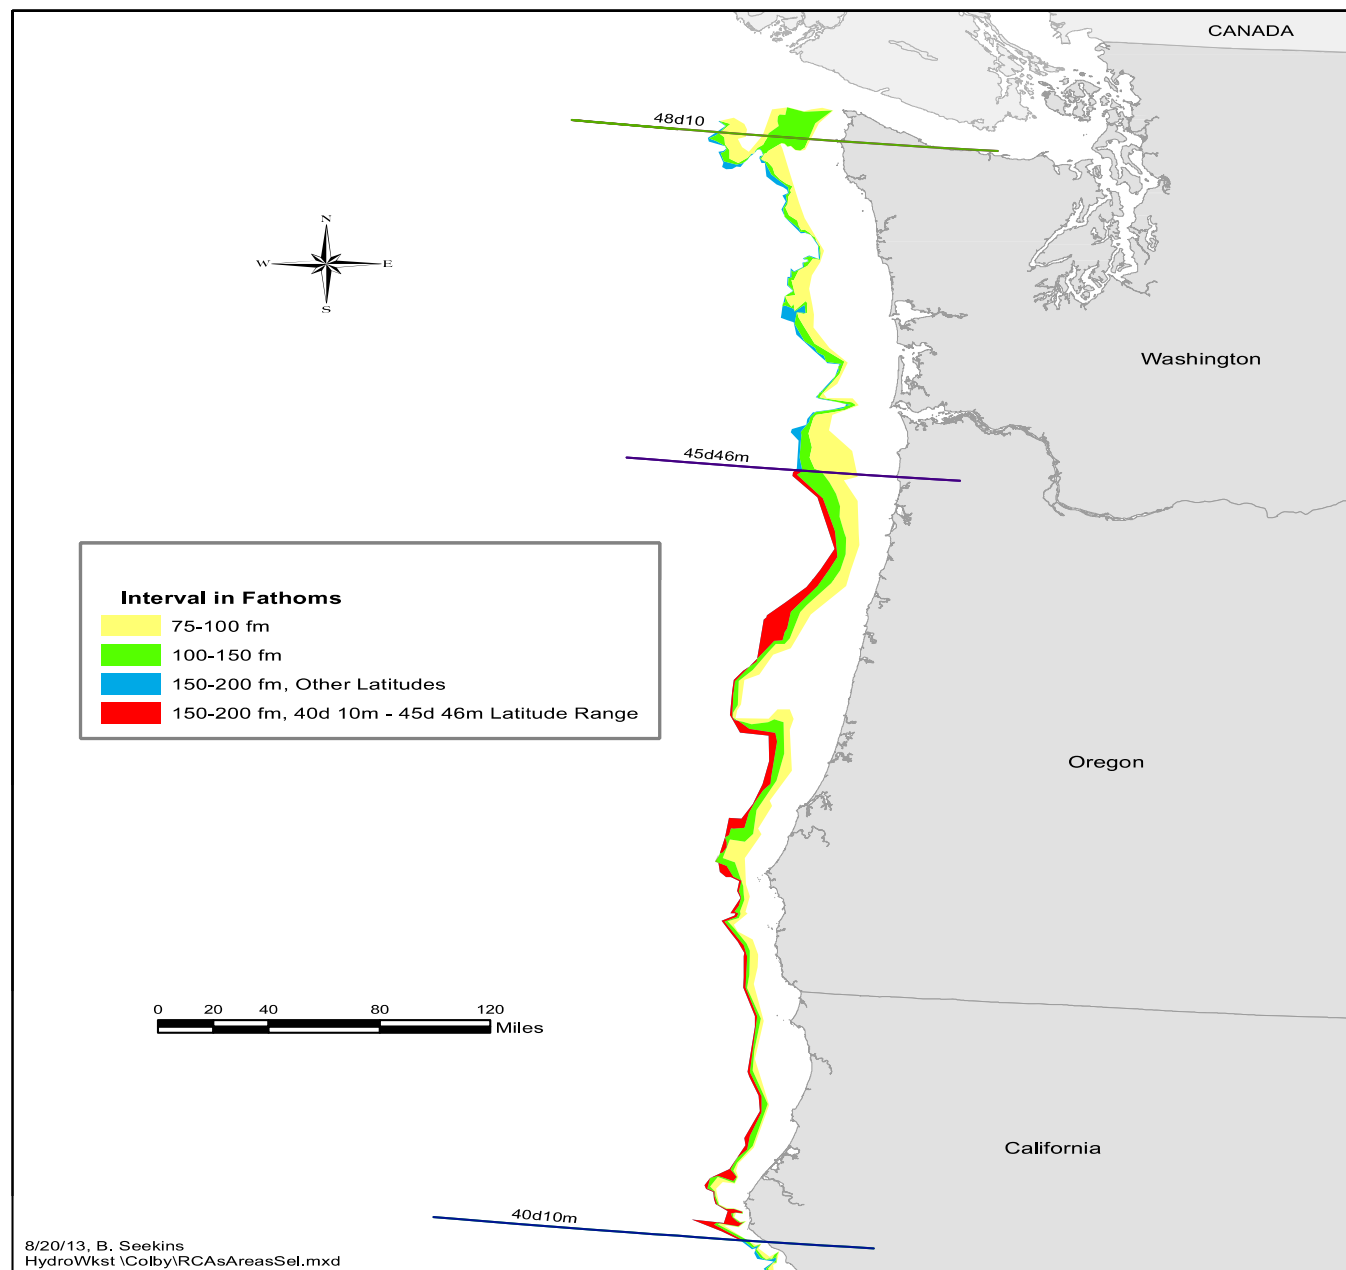 CANADA
48d10
N
W
E
S
Washington
45d46m
Interval in Fathoms
75-100 fm
100-150 fm
150-200 fm, Other Latitudes
150-200 fm, 40d 10m - 45d 46m Latitude Range
Oregon
0 20 40 80 120
Miles
California
40d10m
8/20/13, B. Seekins
HydroWkst \Colby\RCAsAreasSel.mxd